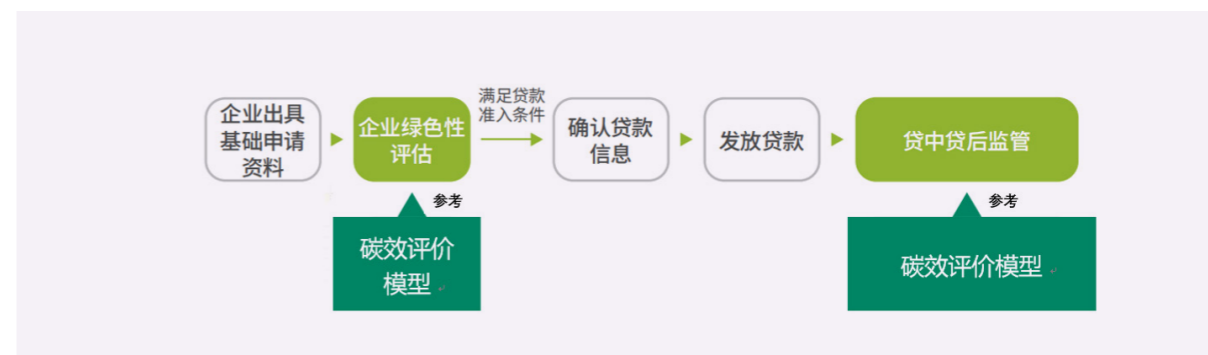 企业出具
基础申请
资料
企业绿色性
评估
满足贷款
准入条件
确认贷款
信息
发放贷款
贷中贷后监管
参考
碳效评价
模型
参考
碳效评价模型